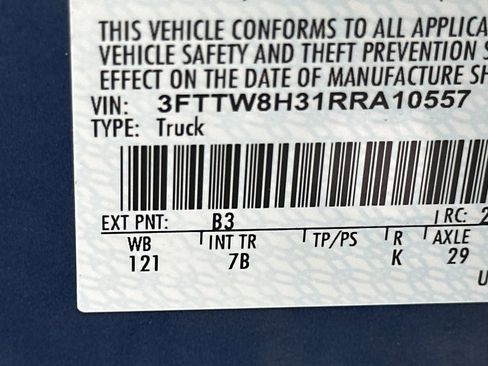 THIS VEHICLE CONFORMS TO ALL APPLICA
VEHICLE SAFETY AND THEFT PREVENTION S
EFFECT ON THE DATE OF MANUFACTURE SH
VIN: 3FTTW8H31RRA10557
TYPE: Truck
EXT PNT: B3 RC: 2
WB INT TR TP/PS R AXLE
121 7B K 29
U